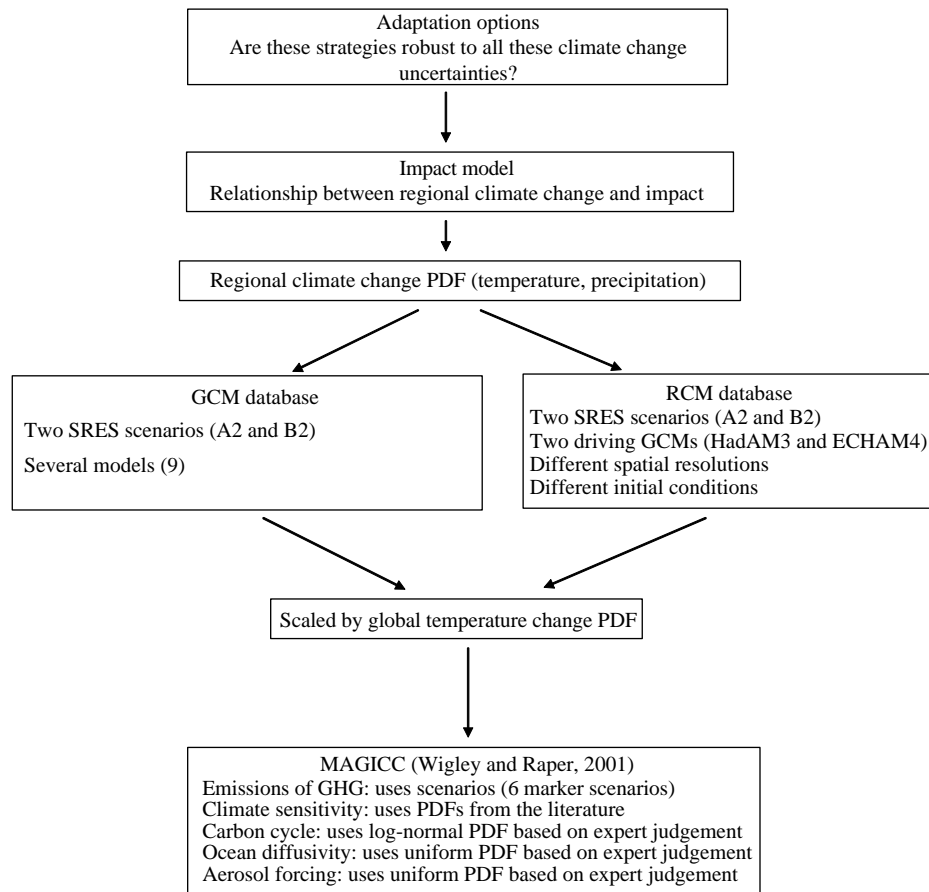 Adaptation options
Are these strategies robust to all these climate change
uncertainties?
Impact model
Relationship between regional climate change and impact
Regional climate change PDF (temperature, precipitation)
GCM database
Two SRES scenarios (A2 and B2)
Several models (9)
RCM database
Two SRES scenarios (A2 and B2)
Two driving GCMs (HadAM3 and ECHAM4)
Different spatial resolutions
Different initial conditions
Scaled by global temperature change PDF
MAGICC (Wigley and Raper, 2001)
Emissions of GHG: uses scenarios (6 marker scenarios)
Climate sensitivity: uses PDFs from the literature
Carbon cycle: uses log-normal PDF based on expert judgement
Ocean diffusivity: uses uniform PDF based on expert judgement
Aerosol forcing: uses uniform PDF based on expert judgement